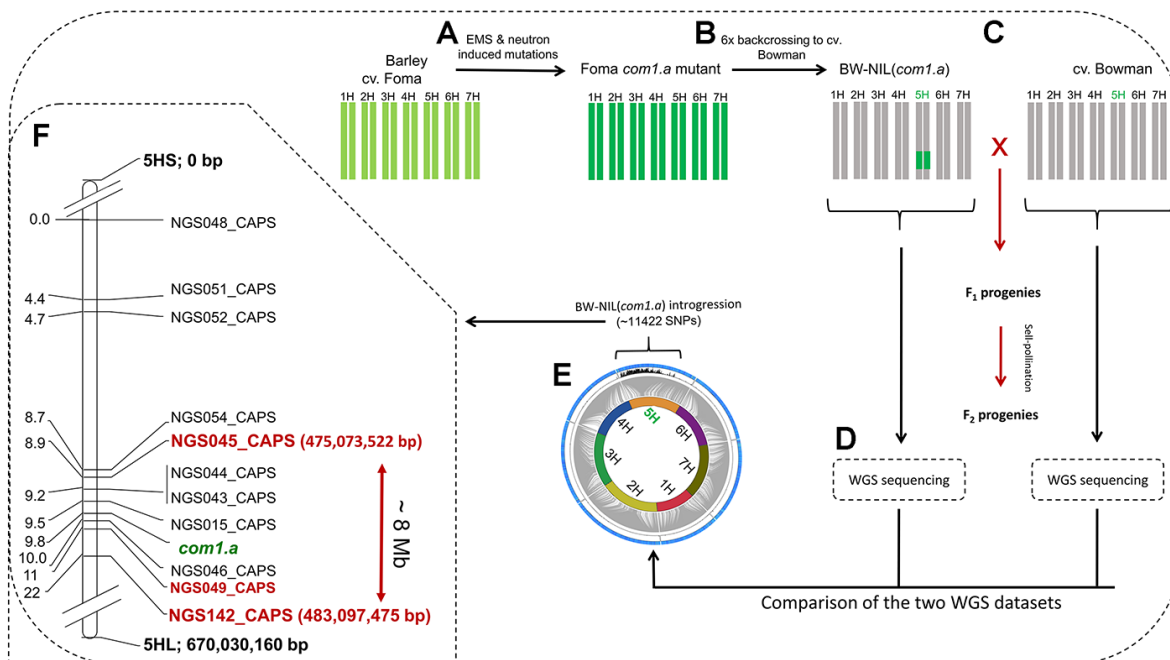 A
EMS & neutron
induced mutations
Barley
cv. Foma
1H 2H 3H 4H 5H 6H 7H
Foma com1.a mutant
1H 2H 3H 4H 5H 6H 7H
B
6x backcrossing to cv.
Bowman
BW-NIL(com1.a)
1H 2H 3H 4H 5H 6H 7H
X
C
cv. Bowman
1H 2H 3H 4H 5H 6H 7H
F1 progenies
Self-pollination
F2 progenies
D
WGS sequencing
WGS sequencing
Comparison of the two WGS datasets
BW-NIL(com1.a) introgression
(~11422 SNPs)
E
5H
6H
7H
1H
2H
3H
4H
F
5HS; 0 bp
0.0 NGS048_CAPS
4.4 NGS051_CAPS
4.7 NGS052_CAPS
8.7 NGS054_CAPS
8.9 NGS045_CAPS (475,073,522 bp)
9.2 NGS044_CAPS
NGS043_CAPS
9.5 NGS015_CAPS
9.8 com1.a
10.0 NGS046_CAPS
11 NGS049_CAPS
22 NGS142_CAPS (483,097,475 bp)
5HL; 670,030,160 bp
~ 8 Mb